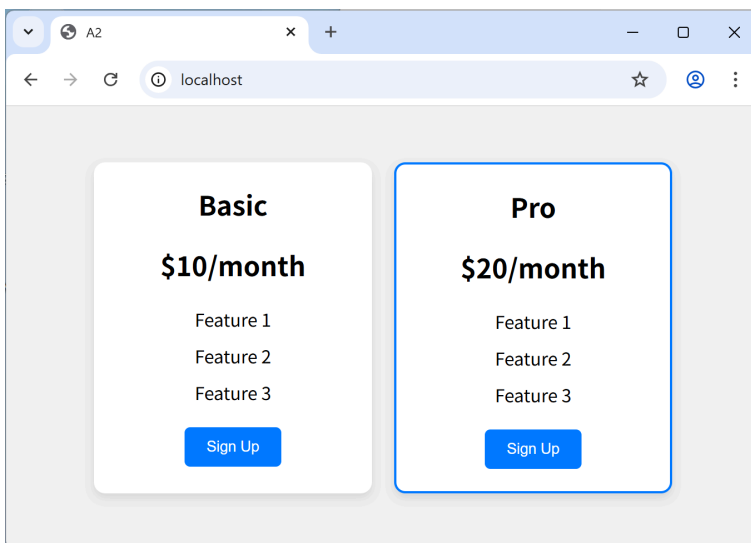 A2
localhost
Basic
$10/month
Feature 1
Feature 2
Feature 3
Sign Up
Pro
$20/month
Feature 1
Feature 2
Feature 3
Sign Up